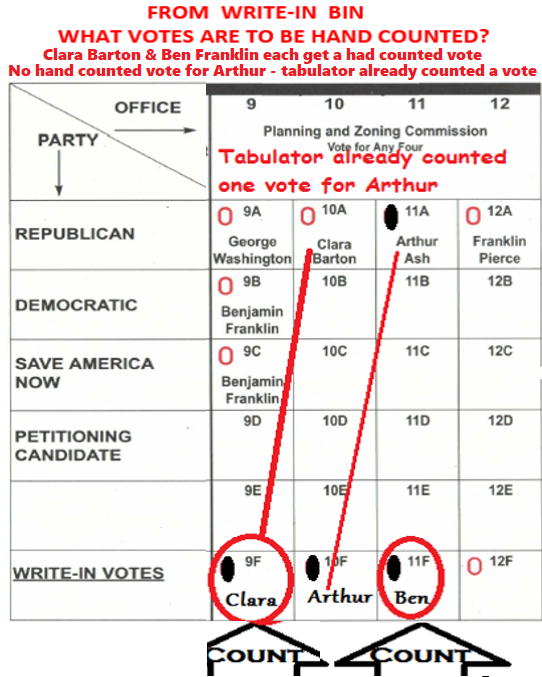 FROM WRITE-IN BIN
WHAT VOTES ARE TO BE HAND COUNTED?
Clara Barton & Ben Franklin each get a had counted vote
No hand counted vote for Arthur - tabulator already counted a vote
OFFICE
PARTY
9 10 11 12
Planning and Zoning Commission
Vote for Any Four
Tabulator already counted
one vote for Arthur
REPUBLICAN
9A 10A 11A 12A
George Clara Arthur Franklin
Washington Barton Ash Pierce
DEMOCRATIC
9B 10B 11B 12B
Benjamin
Franklin
SAVE AMERICA
NOW
9C 10C 11C 12C
Benjamin
Franklin
PETITIONING
CANDIDATE
9D 10D 11D 12D
9E 10E 11E 12E
WRITE-IN VOTES
9F 10F 11F 12F
Clara Arthur Ben
COUNT COUNT